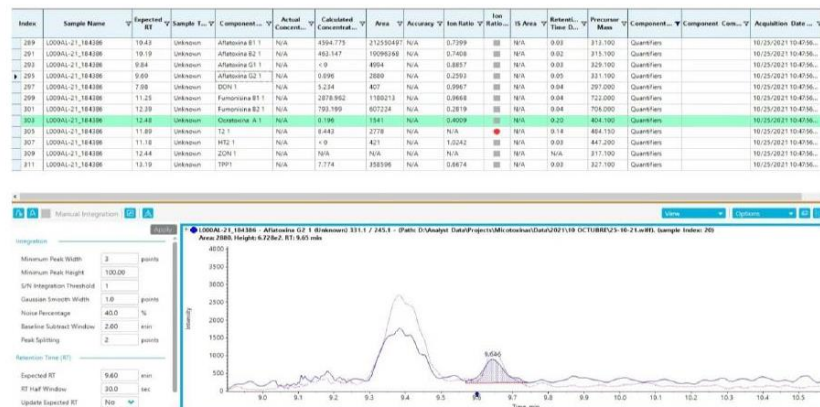 Index Sample Name Expected RT Sample T... Component... Actual Concent... Calculated Concentrat... Area Accuracy Ion Ratio Ion Ratio... IS Area Retenti... Time D... Precursor Mass Component... Component Com... Acquisition Date ...
289 L000AL-21_184386 10.43 Unknown Aflatoxina B1 1 N/A 4594.775 212550497 N/A 0.7399 N/A 0.03 313.100 Quantifiers 10/25/2021 10:47:56...
291 L000AL-21_184386 10.19 Unknown Aflatoxina B2 1 N/A 463.147 N/A 0.7408 N/A 0.02 315.100 Quantifiers 10/25/2021 10:47:56...
293 L000AL-21_184386 9.84 Unknown Aflatoxina G1 1 N/A < 0 4904 N/A 0.8857 N/A 0.03 329.100 Quantifiers 10/25/2021 10:47:56...
295 L000AL-21_184386 9.60 Unknown Aflatoxina G2 1 N/A 0.096 2880 N/A 0.2593 N/A 0.05 331.100 Quantifiers 10/25/2021 10:47:56...
297 L000AL-21_184386 7.98 Unknown DON 1 N/A 5.234 407 N/A 0.9967 N/A 0.04 297.000 Quantifiers 10/25/2021 10:47:56...
299 L000AL-21_184386 11.25 Unknown Fumonisina B1 1 N/A 2878.962 1180213 N/A 0.9668 N/A 0.04 722.000 Quantifiers 10/25/2021 10:47:56...
301 L000AL-21_184386 12.39 Unknown Fumonisina B2 1 N/A 793.199 607234 N/A 0.2819 N/A 0.04 706.000 Quantifiers 10/25/2021 10:47:56...
303 L000AL-21_184386 12.48 Unknown Ocratoxina A 1 N/A 0.196 1541 N/A 0.4009 N/A 0.20 404.100 Quantifiers 10/25/2021 10:47:56...
305 L000AL-21_184386 11.89 Unknown T2 1 N/A 8.443 2778 N/A N/A N/A 0.14 484.150 Quantifiers 10/25/2021 10:47:56...
307 L000AL-21_184386 11.18 Unknown HT2 1 N/A < 0 421 N/A 1.0242 N/A 0.03 447.200 Quantifiers 10/25/2021 10:47:56...
309 L000AL-21_184386 12.44 Unknown ZON 1 N/A N/A N/A N/A N/A N/A N/A 317.100 Quantifiers 10/25/2021 10:47:56...
311 L000AL-21_184386 13.19 Unknown TPP1 N/A 7.774 358596 N/A 0.6674 N/A 0.03 327.100 Quantifiers 10/25/2021 10:47:56...
Manual Integration View Options
Apply
Integration
Minimum Peak Width 3 points
Minimum Peak Height 100.00
S/N Integration Threshold 1
Gaussian Smooth Width 1.0 points
Noise Percentage 40.0 %
Baseline Subtract Window 2.00 min
Peak Splitting 2 points
Retention Time (RT)
Expected RT 9.60 min
RT Half Window 30.0 sec
Update Expected RT No
L000AL-21_184386 - Aflatoxina G2 1 (Unknown) 331.1 / 245.1 - (Path: D:\Analyst Data\Projects\Micotoxinas\Data\2021\10 OCTUBRE\25-10-21.wiff), (sample Index: 20)
Area: 2880, Height: 6.728e2, RT: 9.65 min
Intensity
4000
3500
3000
2500
2000
1500
1000
500
0
9.646
9.0 9.1 9.2 9.3 9.4 9.5 9.6 9.7 9.8 9.9 10.0 10.1 10.2 10.3 10.4 10.5
Time, min